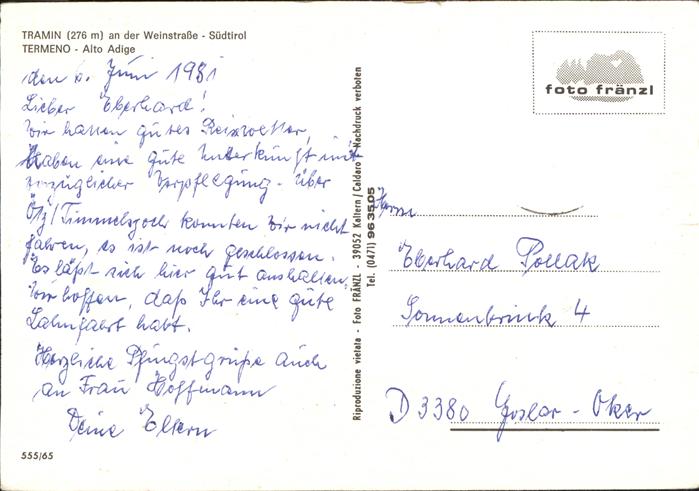 TRAMIN (276 m) an der Weinstraße - Südtirol
TERMENO - Alto Adige
den 6. Juni 1981
Lieber Eberhard!
Wir hatten gutes Reisewetter,
haben eine gute Unterkunft mit
vorzüglicher Verpflegung. Über
Ötz/Timmelsjoch konnten wir nicht
fahren, es ist noch geschlossen.
Es läßt sich hier gut aushalten.
Wir hoffen, daß Ihr eine gute
Lahnfahrt habt.
Herzliche Pfingstgrüße auch
an Frau Hoffmann
Deine Eltern
555/65
Riproduzione vietata - Foto FRÄNZL - 39052 Kaltern/Caldaro - Nachdruck verboten
Tel. (0471) 963505
foto fränzl
Herrn
Eberhard Pollak
Sonnenbrink 4
D 3380 Goslar - Oker